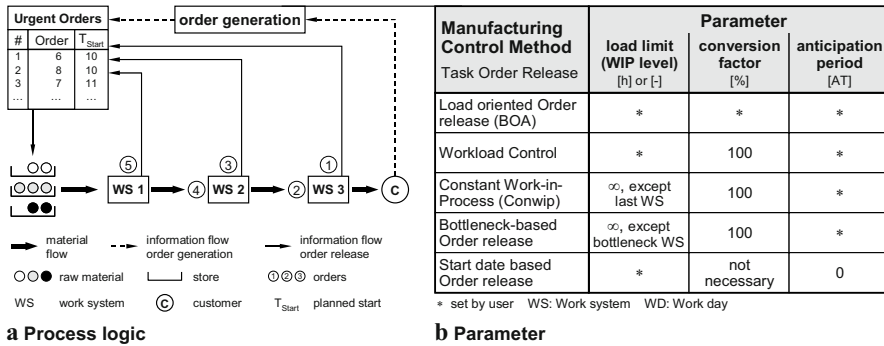 Urgent Orders
# Order TStart
1 6 10
2 8 10
3 7 11
... ... ...
order generation
5 3 1
WS 1 4 WS 2 2 WS 3 C
material flow
information flow order generation
information flow order release
raw material
store
1 2 3 orders
WS work system
C customer
TStart planned start
a Process logic
Manufacturing Control Method
Task Order Release
Parameter
load limit (WIP level) [h] or [-]
conversion factor [%]
anticipation period [AT]
Load oriented Order release (BOA) * * *
Workload Control * 100 *
Constant Work-in-Process (Conwip) ∞, except last WS 100 *
Bottleneck-based Order release ∞, except bottleneck WS 100 *
Start date based Order release * not necessary 0
* set by user WS: Work system WD: Work day
b Parameter